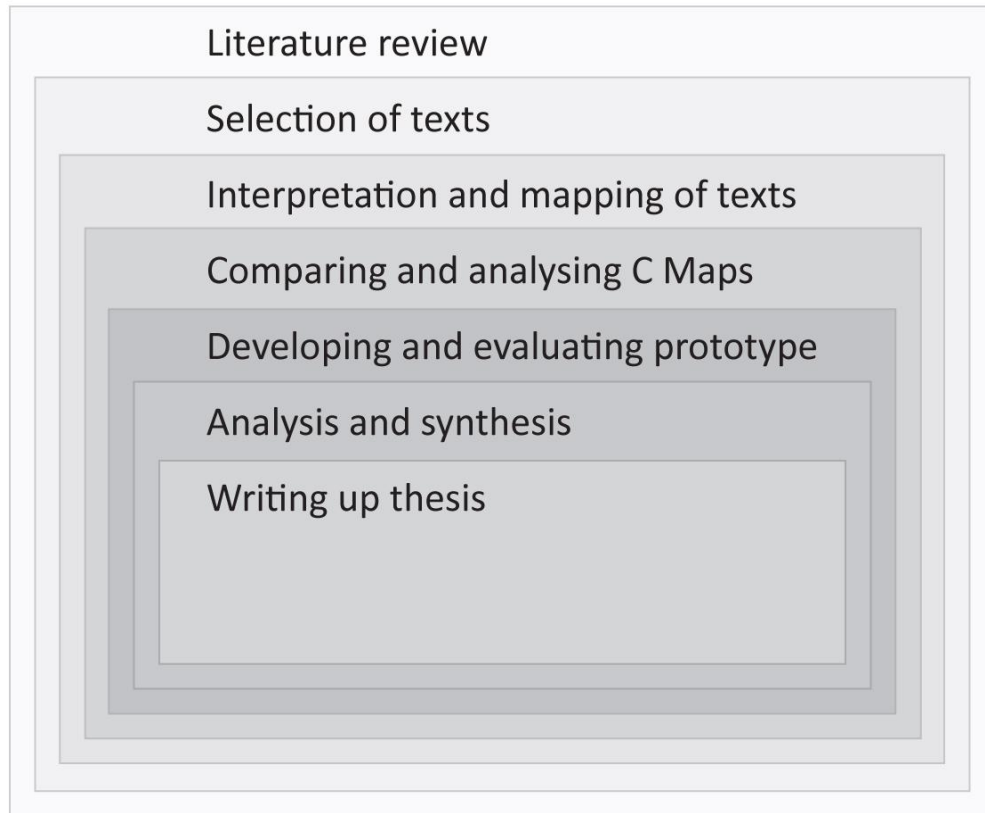 Literature review
Selection of texts
Interpretation and mapping of texts
Comparing and analysing C Maps
Developing and evaluating prototype
Analysis and synthesis
Writing up thesis